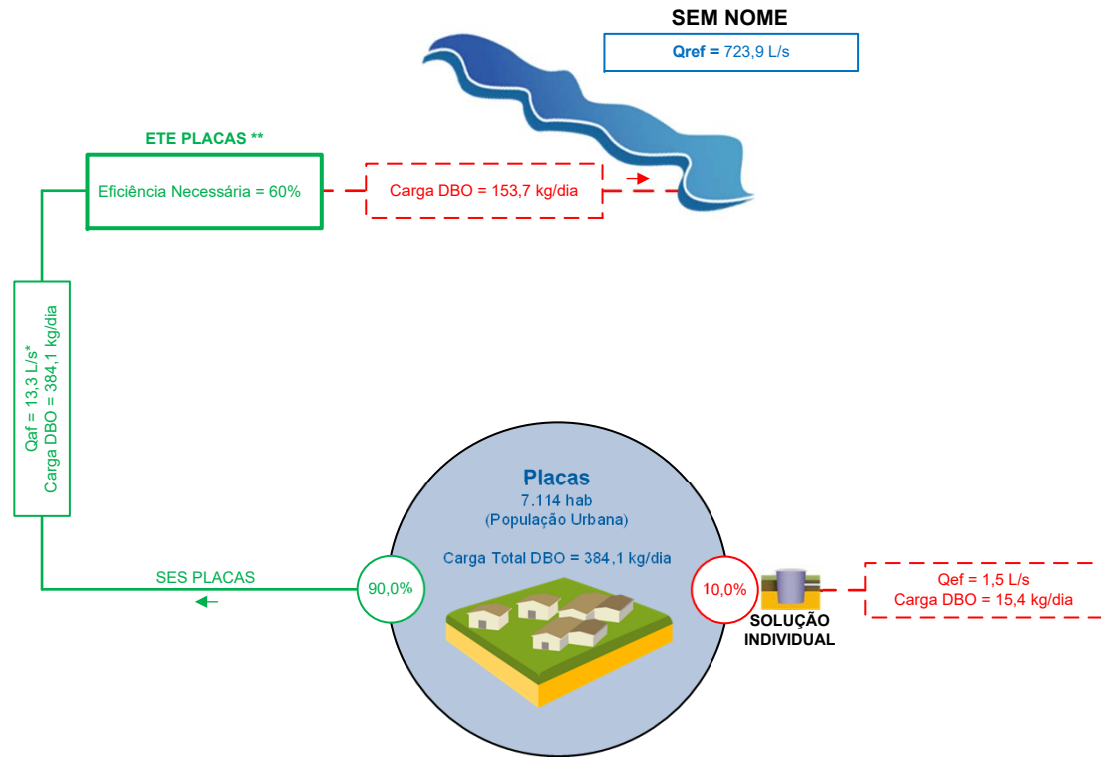 SEM NOME
Qref = 723,9 L/s
ETE PLACAS **
Eficiência Necessária = 60%
Carga DBO = 153,7 kg/dia
Qaf = 13,3 L/s*
Carga DBO = 384,1 kg/dia
Placas
7.114 hab
(População Urbana)
Carga Total DBO = 384,1 kg/dia
SES PLACAS
90,0%
10,0%
SOLUÇÃO
INDIVIDUAL
Qef = 1,5 L/s
Carga DBO = 15,4 kg/dia